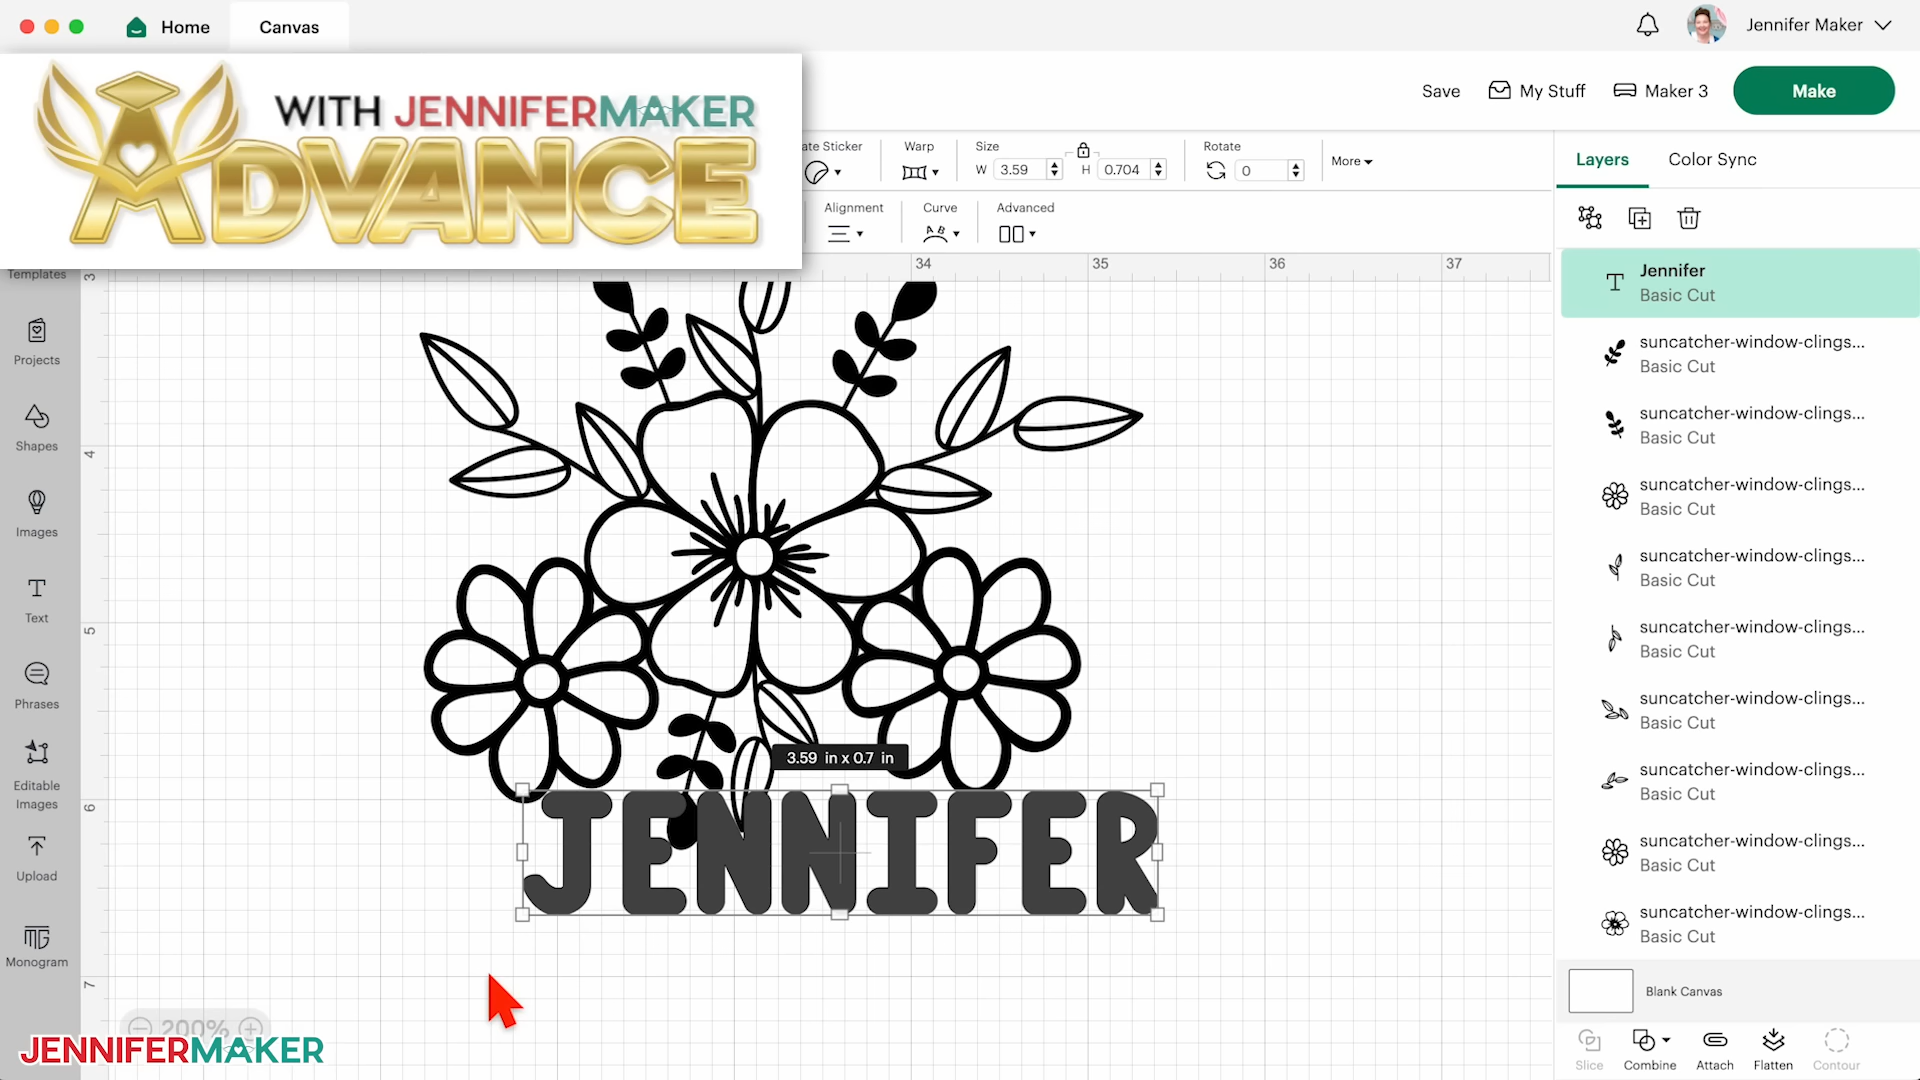 Home
Canvas
Jennifer Maker
WITH JENNIFERMAKER
ADVANCE
Save
My Stuff
Maker 3
Make
ate Sticker
Warp
Size
W 3.59
H 0.704
Rotate
0
More
Alignment
Curve
Advanced
34 35 36 37
3
4
5
6
7
Templates
Projects
Shapes
Images
Text
Phrases
Editable
Images
Upload
Monogram
3.59 in x 0.7 in
JENNIFER
200%
JENNIFERMAKER
Layers
Color Sync
Jennifer
Basic Cut
suncatcher-window-clings...
Basic Cut
suncatcher-window-clings...
Basic Cut
suncatcher-window-clings...
Basic Cut
suncatcher-window-clings...
Basic Cut
suncatcher-window-clings...
Basic Cut
suncatcher-window-clings...
Basic Cut
suncatcher-window-clings...
Basic Cut
suncatcher-window-clings...
Basic Cut
suncatcher-window-clings...
Basic Cut
Blank Canvas
Slice
Combine
Attach
Flatten
Contour